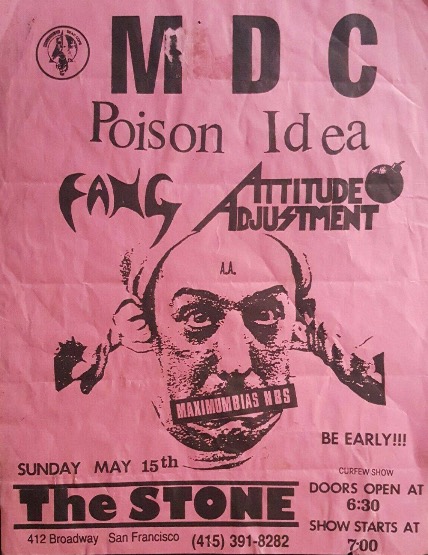 MDC
Poison Idea
FANG
ATTITUDE
ADJUSTMENT
A.A.
MAXIMUMBIAS NBS
BE EARLY!!!
SUNDAY MAY 15th
CURFEW SHOW
The STONE
DOORS OPEN AT
6:30
412 Broadway San Francisco (415) 391-8282
SHOW STARTS AT
7:00